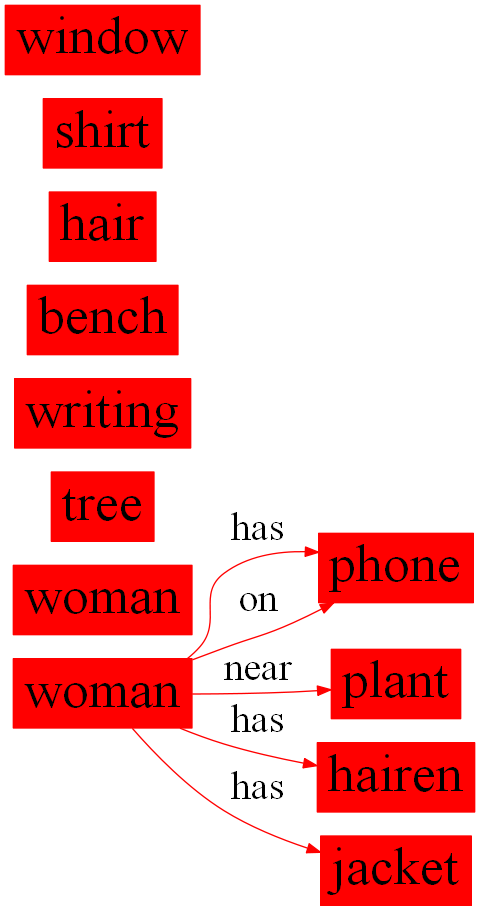 window
shirt
hair
bench
writing
tree
woman
woman
has
on
near
has
has
phone
plant
hairen
jacket